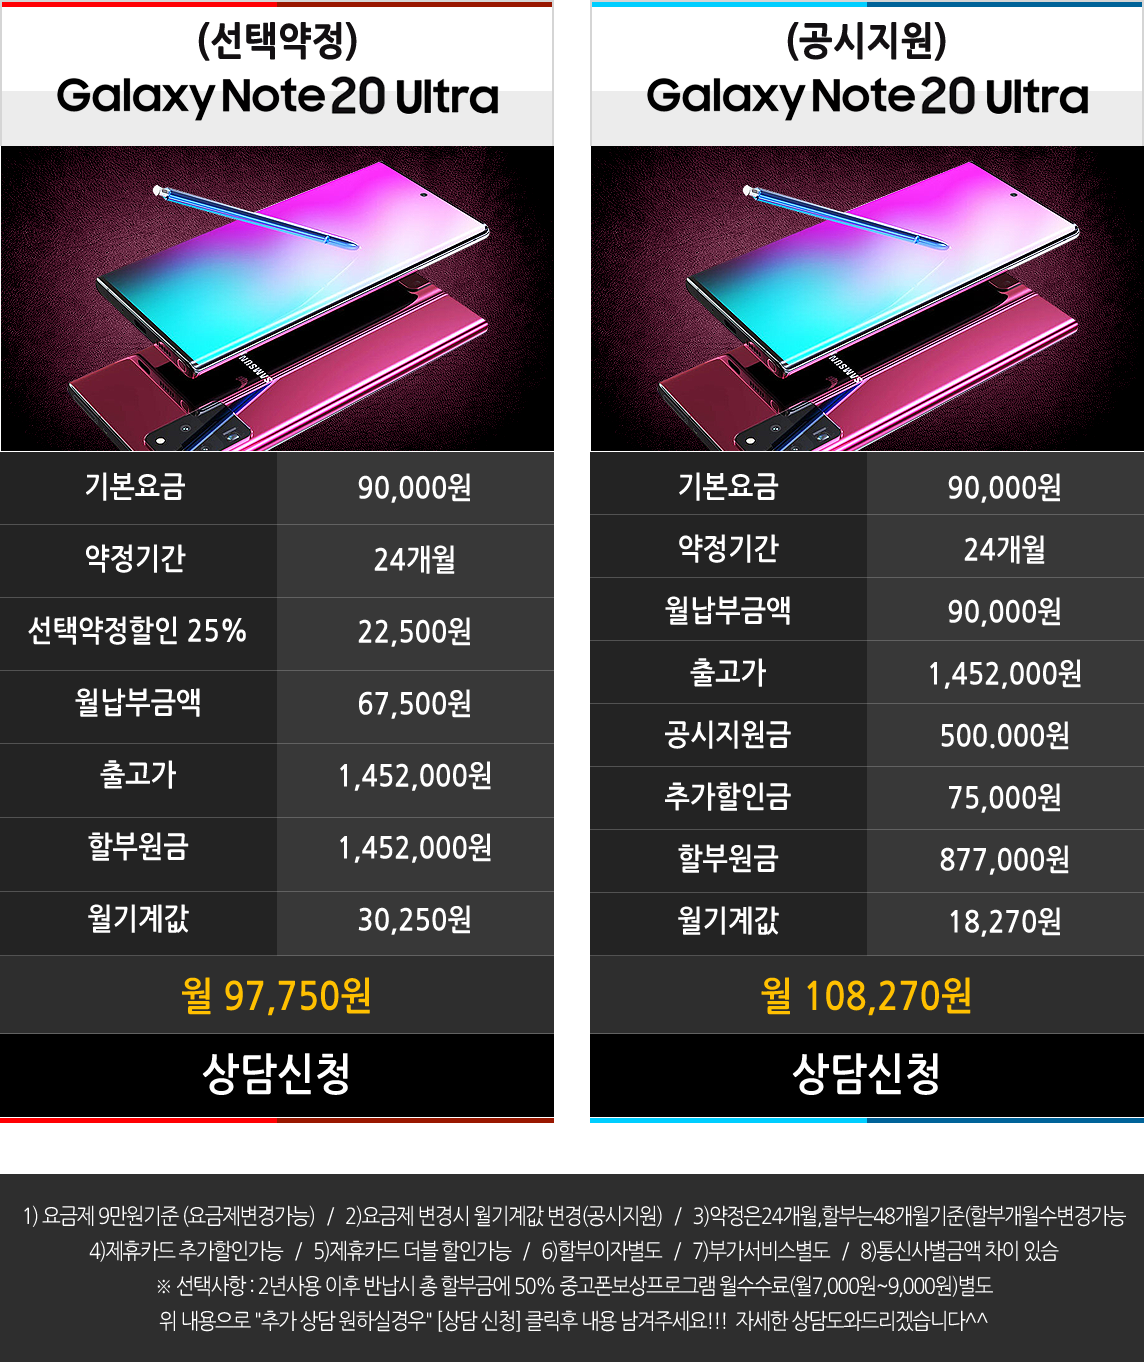 (선택약정)
Galaxy Note 20 Ultra
SAMSUNG
기본요금 90,000원
약정기간 24개월
선택약정할인 25% 22,500원
월납부금액 67,500원
출고가 1,452,000원
할부원금 1,452,000원
월기계값 30,250원
월 97,750원
상담신청
(공시지원)
Galaxy Note 20 Ultra
SAMSUNG
기본요금 90,000원
약정기간 24개월
월납부금액 90,000원
출고가 1,452,000원
공시지원금 500.000원
추가할인금 75,000원
할부원금 877,000원
월기계값 18,270원
월 108,270원
상담신청
1) 요금제 9만원기준 (요금제변경가능) / 2)요금제 변경시 월기계값 변경(공시지원) / 3)약정은24개월,할부는48개월기준(할부개월수변경가능
4)제휴카드 추가할인가능 / 5)제휴카드 더블 할인가능 / 6)할부이자별도 / 7)부가서비스별도 / 8)통신사별금액 차이 있슴
※ 선택사항 : 2년사용 이후 반납시 총 할부금에 50% 중고폰보상프로그램 월수수료(월7,000원~9,000원)별도
위 내용으로 "추가 상담 원하실경우" [상담 신청] 클릭후 내용 남겨주세요!!! 자세한 상담도와드리겠습니다^^